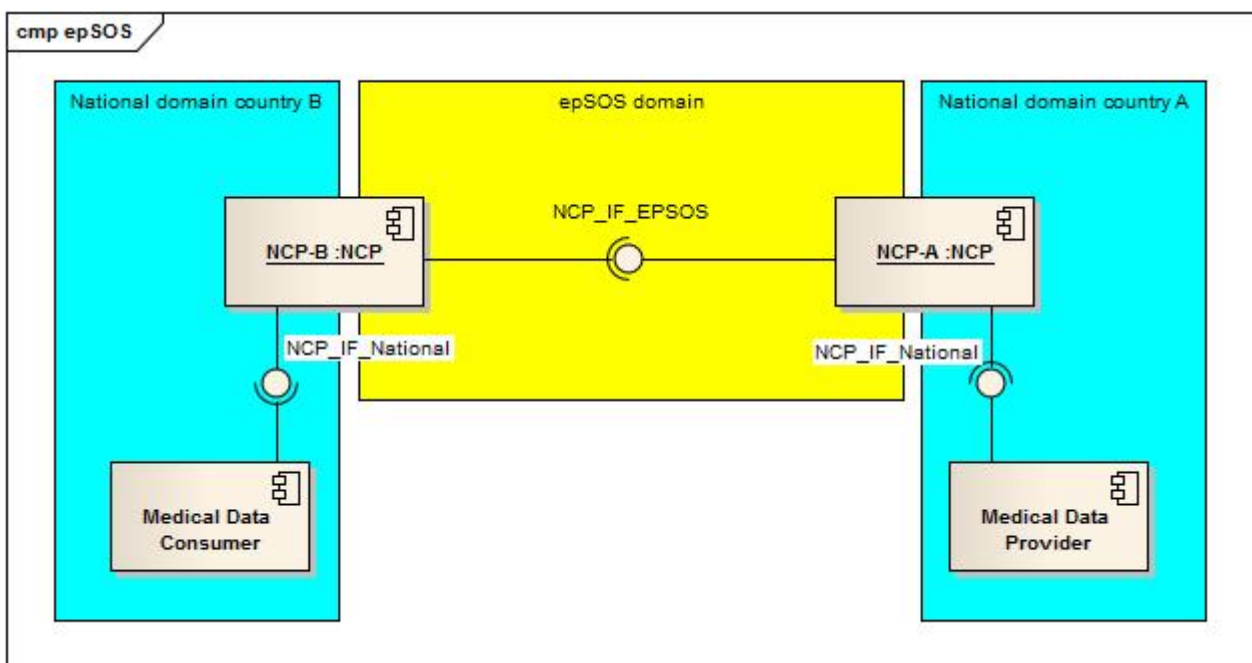 cmp epSOS
National domain country B
epSOS domain
National domain country A
NCP_IF_EPSOS
NCP-B :NCP
NCP-A :NCP
NCP_IF_National
NCP_IF_National
Medical Data
Consumer
Medical Data
Provider